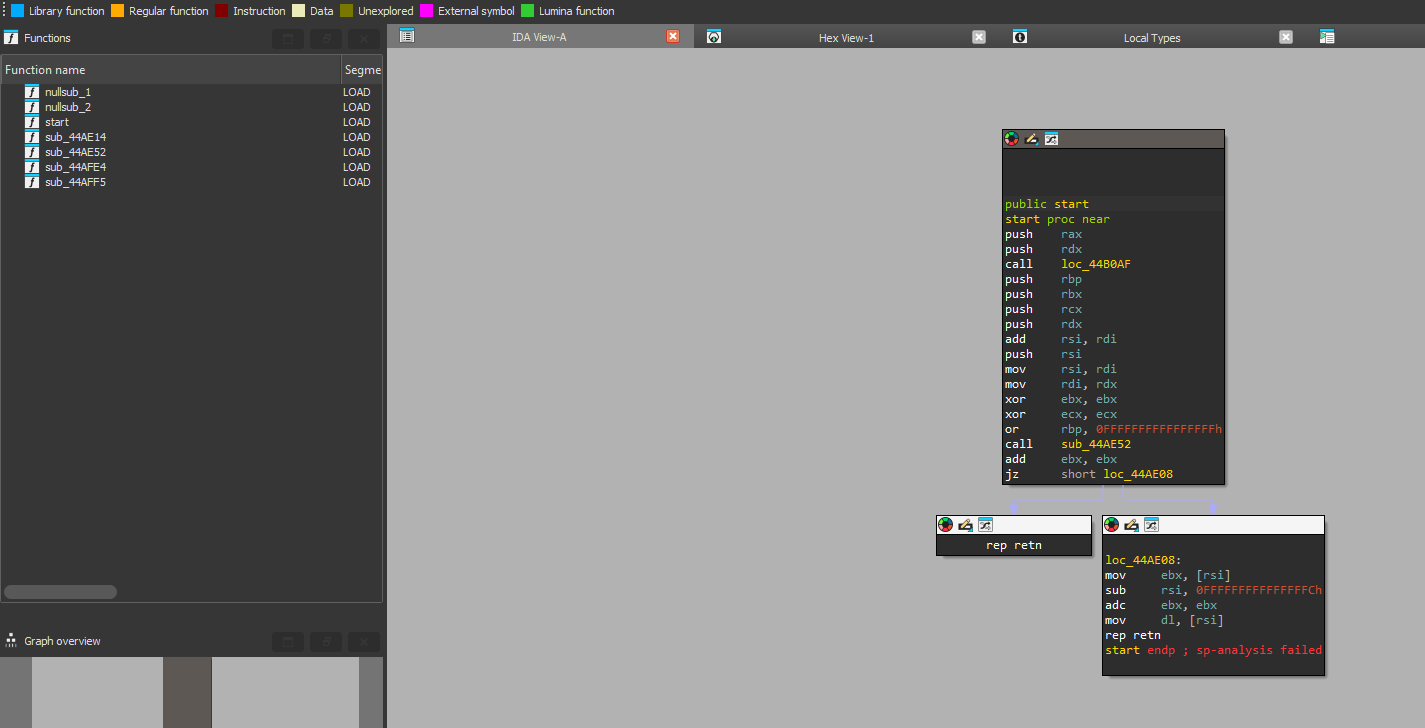 Library function Regular function Instruction Data Unexplored External symbol Lumina function
Functions
IDA View-A
Hex View-1
Local Types
Function name Segme
nullsub_1 LOAD
nullsub_2 LOAD
start LOAD
sub_44AE14 LOAD
sub_44AE52 LOAD
sub_44AFE4 LOAD
sub_44AFF5 LOAD
Graph overview
public start
start proc near
push rax
push rdx
call loc_44B0AF
push rbp
push rbx
push rcx
push rdx
add rsi, rdi
push rsi
mov rsi, rdi
mov rdi, rdx
xor ebx, ebx
xor ecx, ecx
or rbp, 0FFFFFFFFFFFFFFFFh
call sub_44AE52
add ebx, ebx
jz short loc_44AE08
rep retn
loc_44AE08:
mov ebx, [rsi]
sub rsi, 0FFFFFFFFFFFFFFFCh
adc ebx, ebx
mov dl, [rsi]
rep retn
start endp ; sp-analysis failed